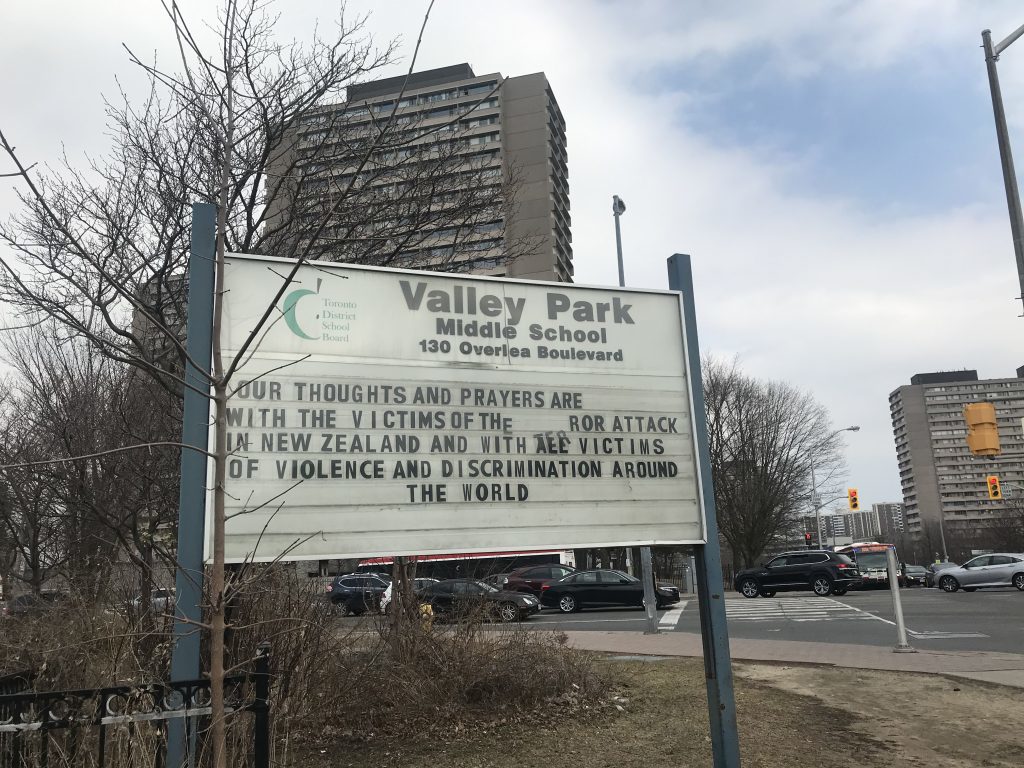 Toronto
District
School
Board
Valley Park
Middle School
130 Overlea Boulevard
OUR THOUGHTS AND PRAYERS ARE
WITH THE VICTIMS OF THE ROR ATTACK
IN NEW ZEALAND AND WITH ALL VICTIMS
OF VIOLENCE AND DISCRIMINATION AROUND
THE WORLD